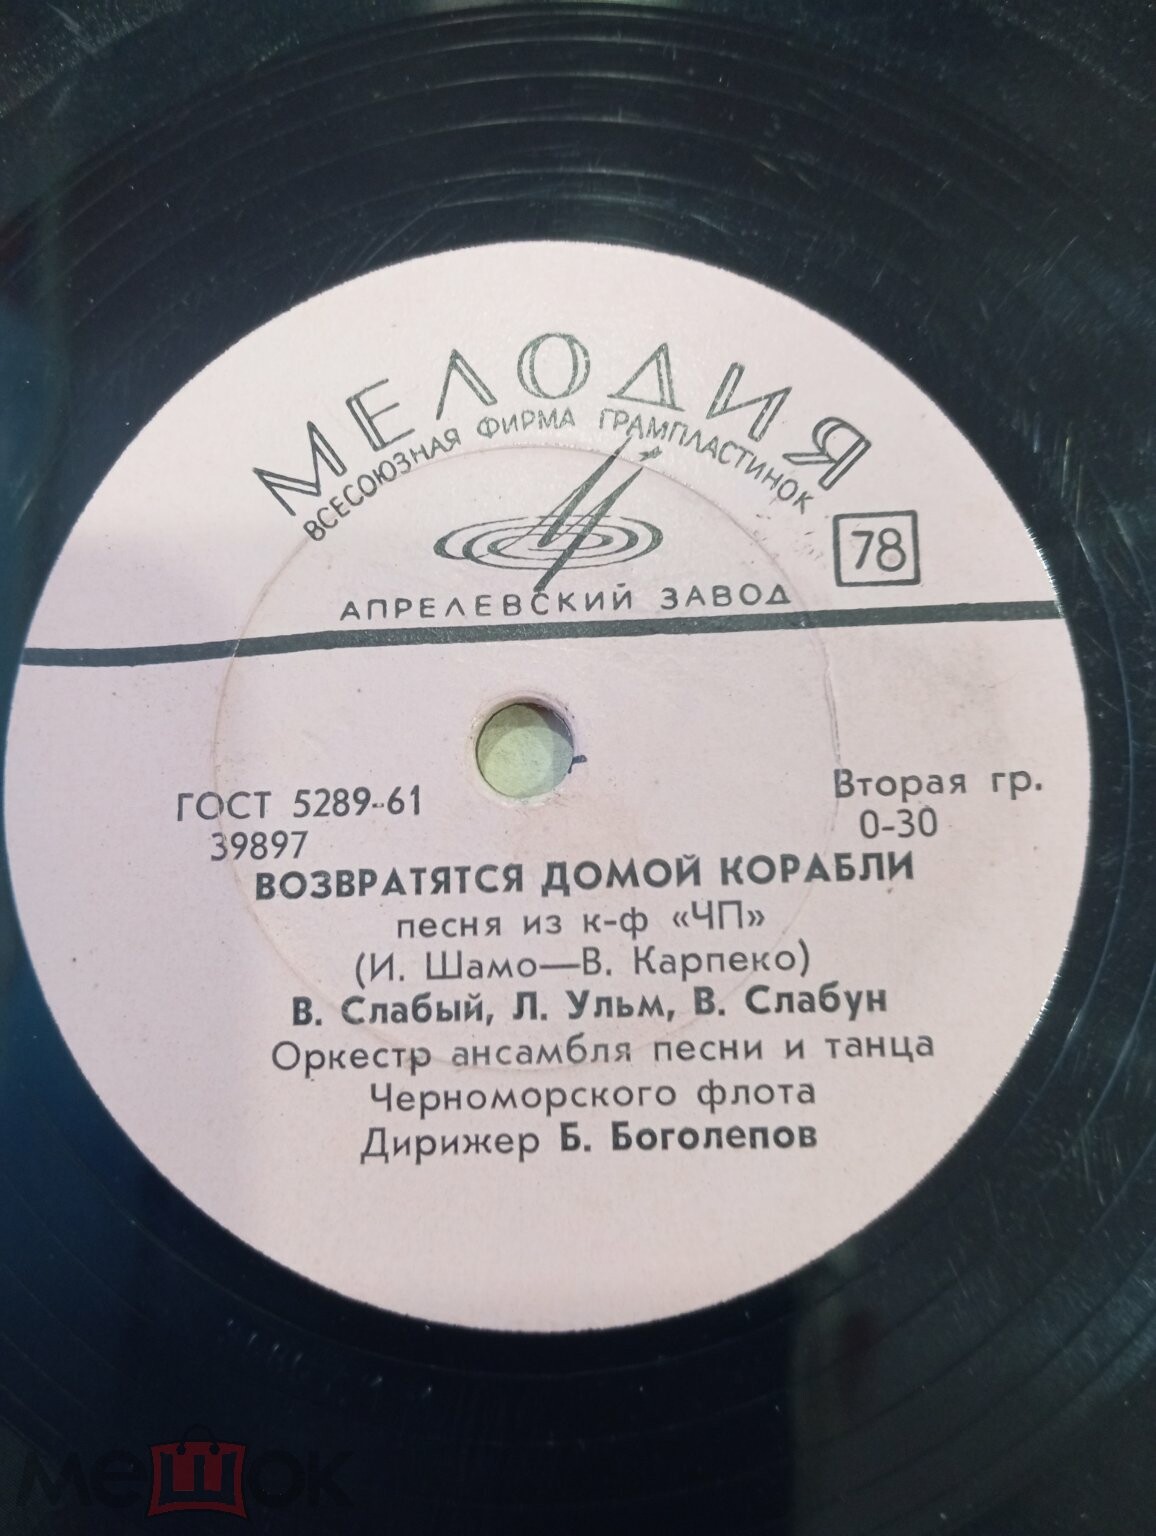 МЕЛОДИЯ
ВСЕСОЮЗНАЯ ФИРМА ГРАМПЛАСТИНОК
78
АПРЕЛЕВСКИЙ ЗАВОД
ГОСТ 5289-61
Вторая гр.
39897
0-30
ВОЗВРАТЯТСЯ ДОМОЙ КОРАБЛИ
песня из к-ф «ЧП»
(И. Шамо—В. Карпеко)
В. Слабый, Л. Ульм, В. Слабун
Оркестр ансамбля песни и танца
Черноморского флота
Дирижер Б. Боголепов
мешок